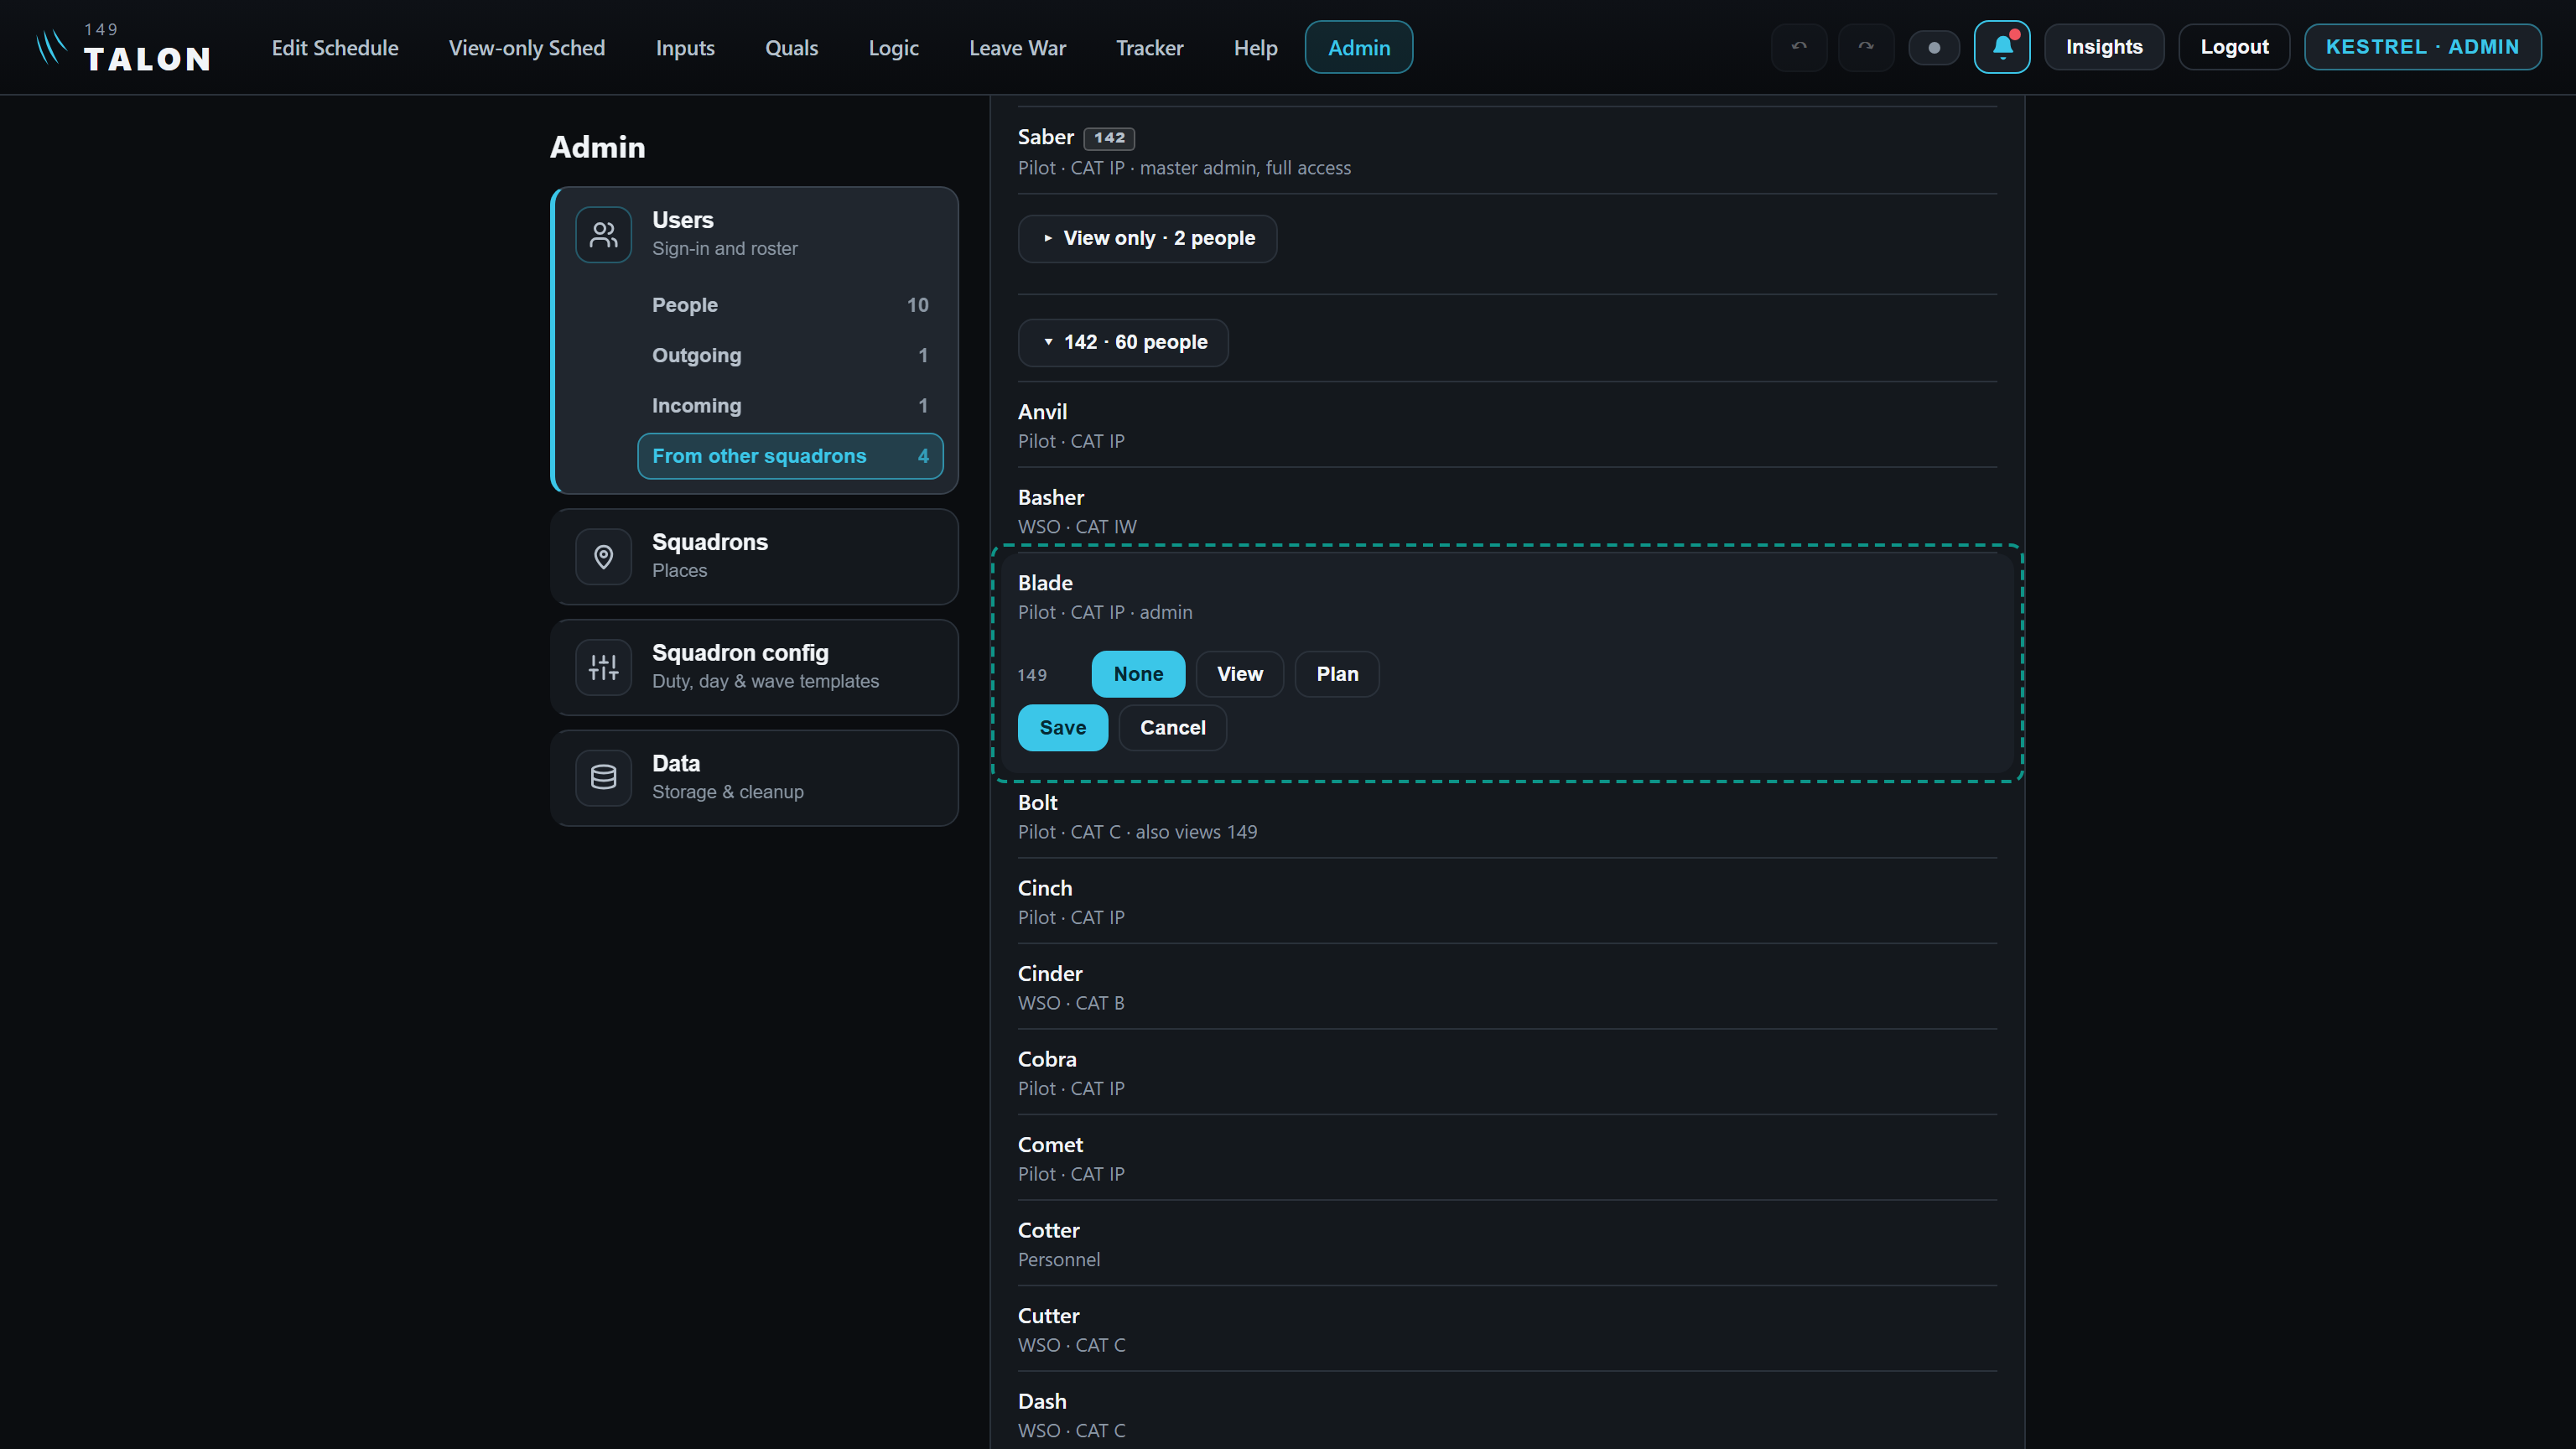 149
TALON
Edit Schedule
View-only Sched
Inputs
Quals
Logic
Leave War
Tracker
Help
Admin
Insights
Logout
KESTREL · ADMIN
Admin
Users
Sign-in and roster
People 10
Outgoing 1
Incoming 1
From other squadrons 4
Squadrons
Places
Squadron config
Duty, day & wave templates
Data
Storage & cleanup
Saber 142
Pilot · CAT IP · master admin, full access
View only · 2 people
142 · 60 people
Anvil
Pilot · CAT IP
Basher
WSO · CAT IW
Blade
Pilot · CAT IP · admin
149 None View Plan
Save Cancel
Bolt
Pilot · CAT C · also views 149
Cinch
Pilot · CAT IP
Cinder
WSO · CAT B
Cobra
Pilot · CAT IP
Comet
Pilot · CAT IP
Cotter
Personnel
Cutter
WSO · CAT C
Dash
WSO · CAT C